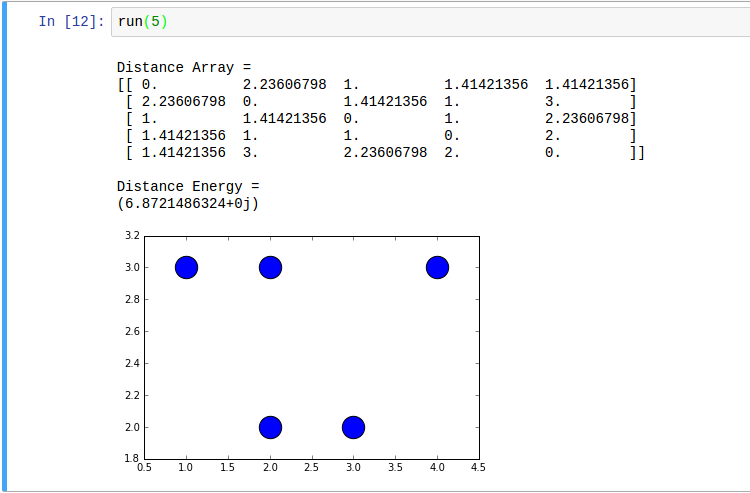 In [12]: run(5)
Distance Array =
[[ 0.          2.23606798  1.          1.41421356  1.41421356]
 [ 2.23606798  0.          1.41421356  1.          3.        ]
 [ 1.          1.41421356  0.          1.          2.23606798]
 [ 1.41421356  1.          1.          0.          2.        ]
 [ 1.41421356  3.          2.23606798  2.          0.        ]]
Distance Energy =
(6.8721486324+0j)
3.2
3.0
2.8
2.6
2.4
2.2
2.0
1.8
0.5 1.0 1.5 2.0 2.5 3.0 3.5 4.0 4.5